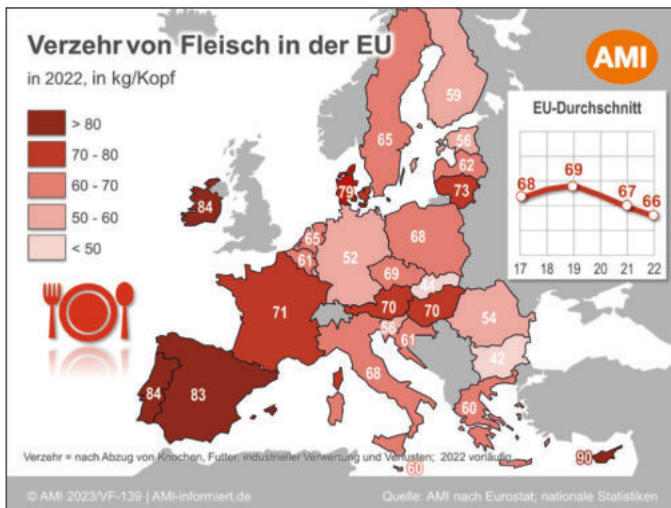 Verzehr von Fleisch in der EU
in 2022, in kg/Kopf
AMI
> 80
70 - 80
60 - 70
50 - 60
< 50
EU-Durchschnitt
68
69
67
66
17 18 19 20 21 22
59
65
56
62
73
79
84
65
61
52
68
69
44
71
70
70
56
61
54
42
84
83
68
60
60
90
Verzehr = nach Abzug von Knochen, Futter, industrieller Verwertung und Verlusten; 2022 vorläufig
© AMI 2023/VF-139 | AMI-informiert.de
Quelle: AMI nach Eurostat; nationale Statistiken